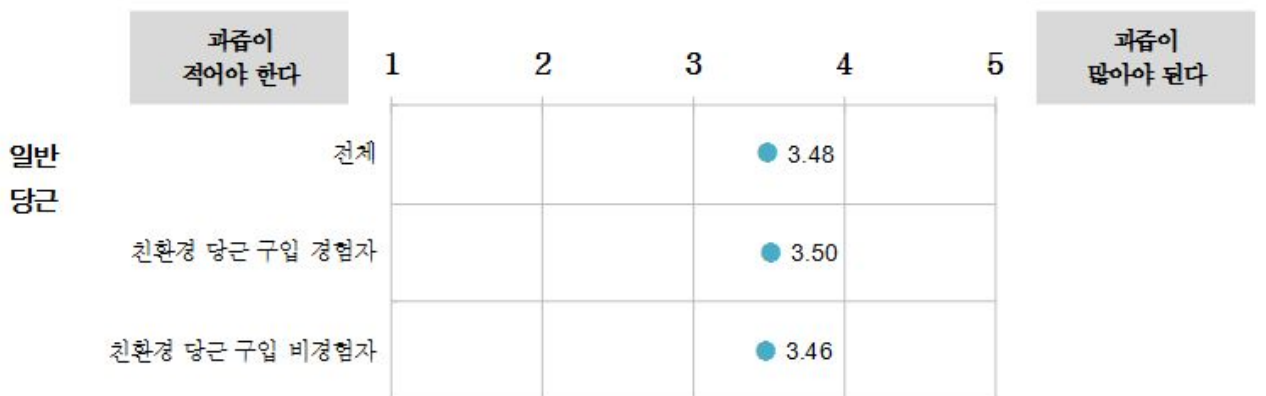 과즙이
적어야 한다
1 2 3 4 5
과즙이
많아야 된다
일반
당근
전체
3.48
친환경 당근 구입 경험자
3.50
친환경 당근 구입 비경험자
3.46